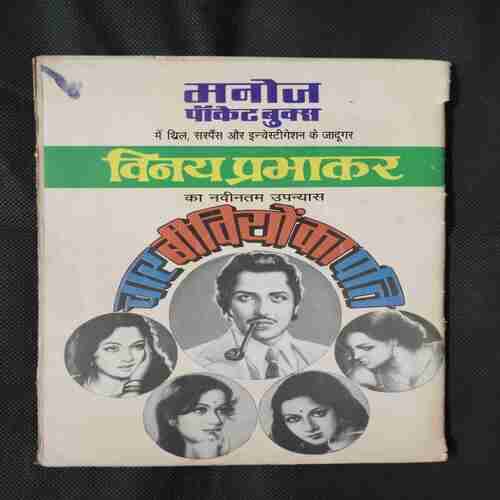 मनोज
पॉकेट बुक्स
में थ्रिल, सस्पैंस और इन्वेस्टीगेशन के जादूगर
विनय प्रभाकर
का नवीनतम उपन्यास
चार बीवियों का पति